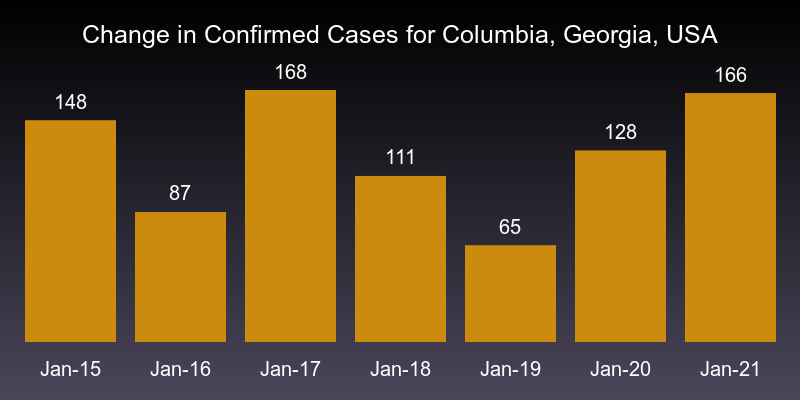 Change in Confirmed Cases for Columbia, Georgia, USA
148 87 168 111 65 128 166
Jan-15 Jan-16 Jan-17 Jan-18 Jan-19 Jan-20 Jan-21